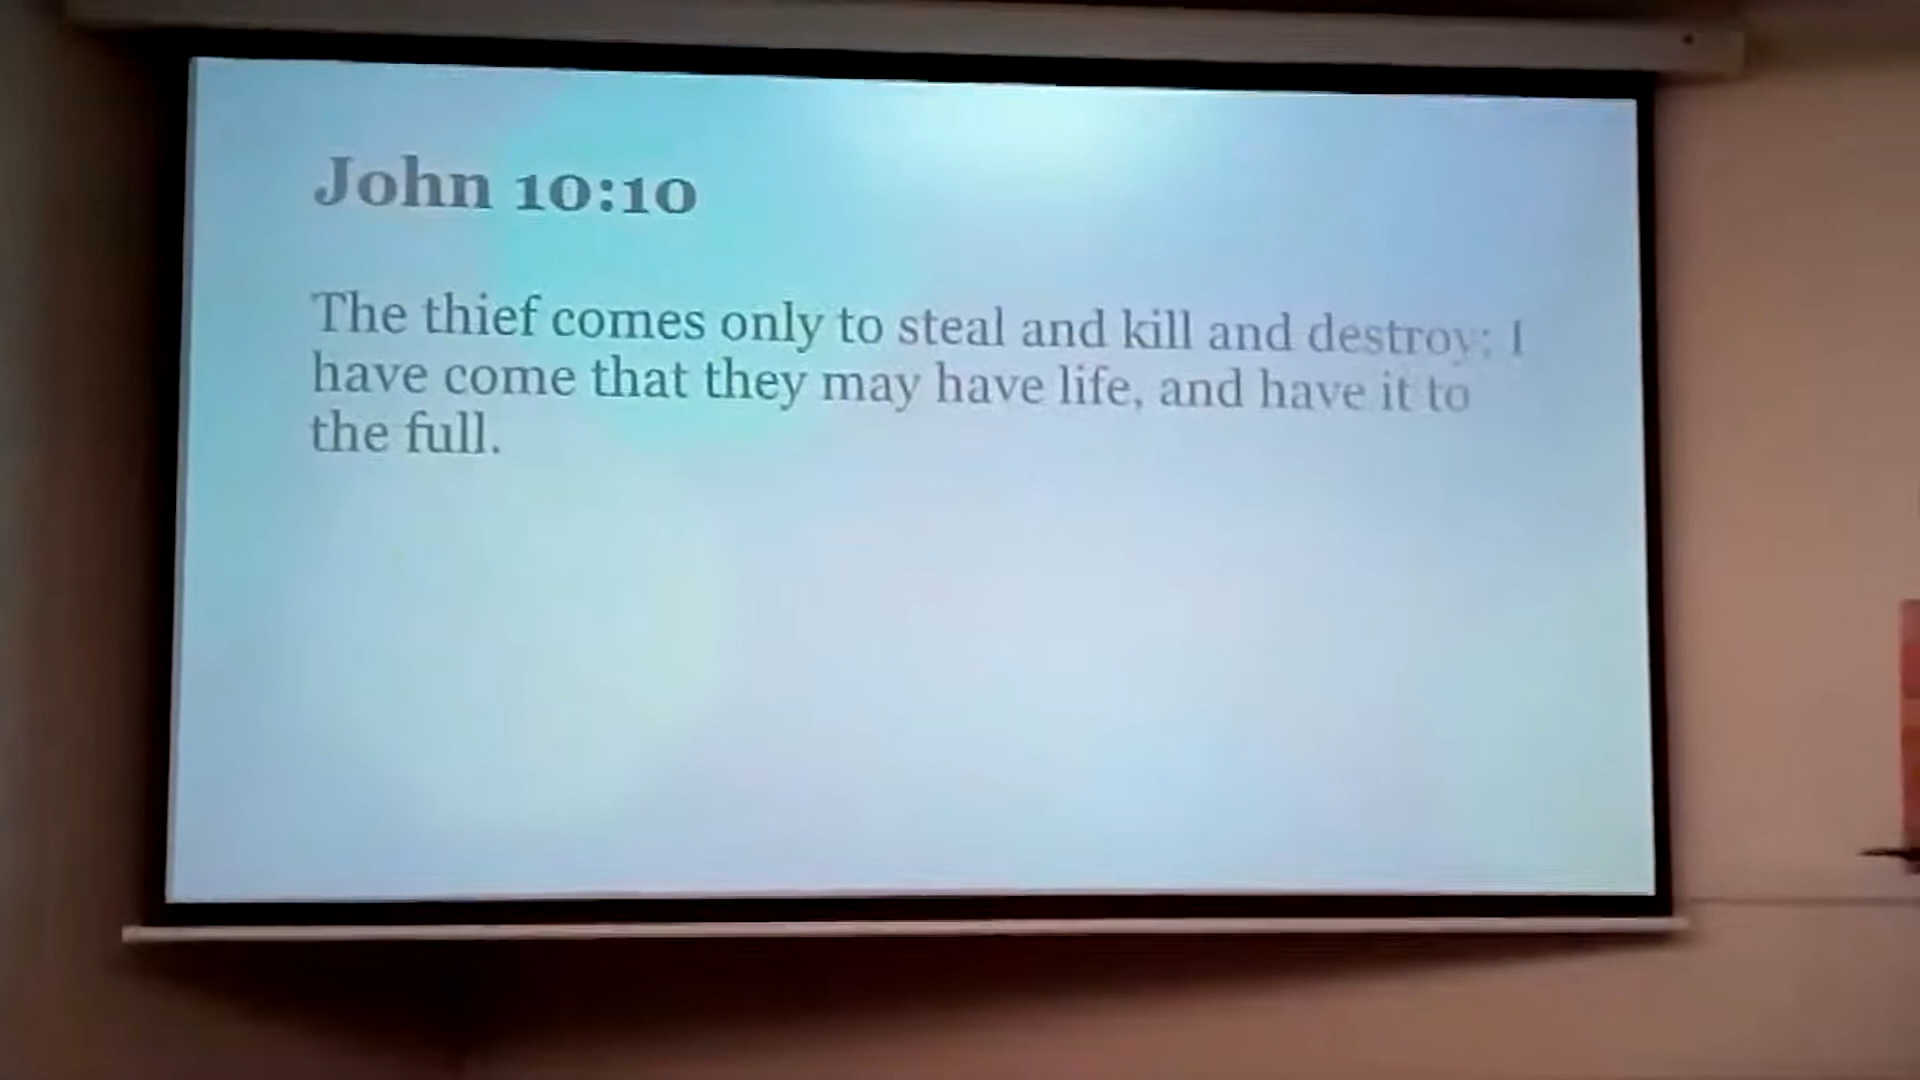 John 10:10
The thief comes only to steal and kill and destroy; I
have come that they may have life, and have it to
the full.